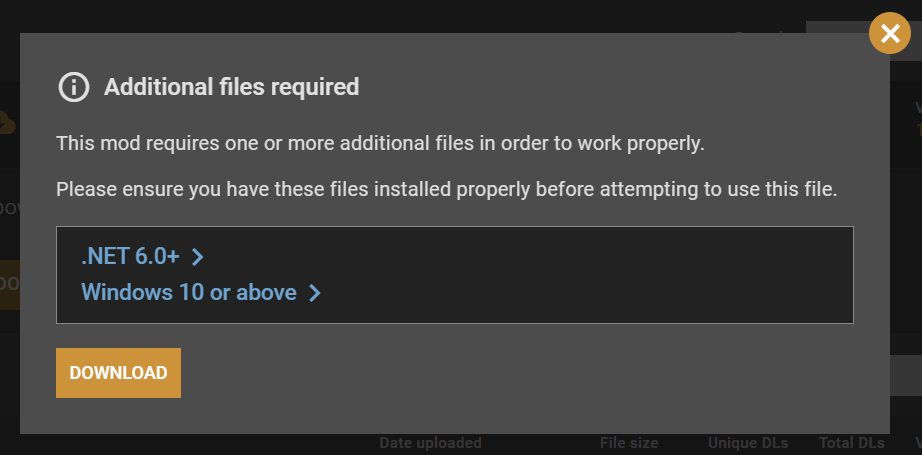 Additional files required
This mod requires one or more additional files in order to work properly.
Please ensure you have these files installed properly before attempting to use this file.
.NET 6.0+
Windows 10 or above
DOWNLOAD
Date uploaded File size Unique DLs Total DLs